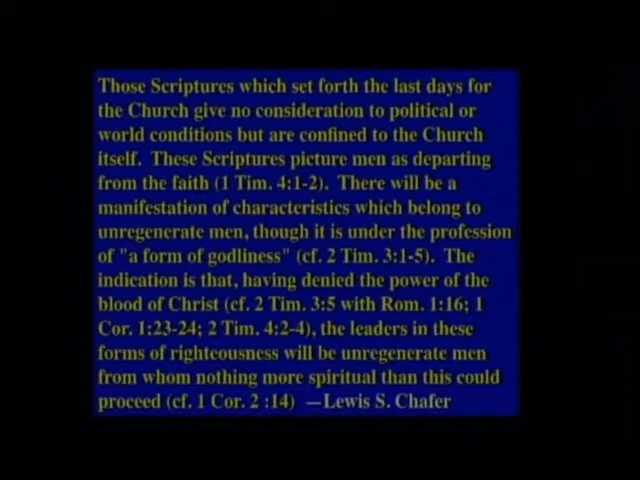 Those Scriptures which set forth the last days for
the Church give no consideration to political or
world conditions but are confined to the Church
itself.  These Scriptures picture men as departing
from the faith (1 Tim. 4:1-2).  There will be a
manifestation of characteristics which belong to
unregenerate men, though it is under the profession
of "a form of godliness" (cf. 2 Tim. 3:1-5).  The
indication is that, having denied the power of the
blood of Christ (cf. 2 Tim. 3:5 with Rom. 1:16; 1
Cor. 1:23-24; 2 Tim. 4:2-4), the leaders in these
forms of righteousness will be unregenerate men
from whom nothing more spiritual than this could
proceed (cf. 1 Cor. 2 :14)  —Lewis S. Chafer